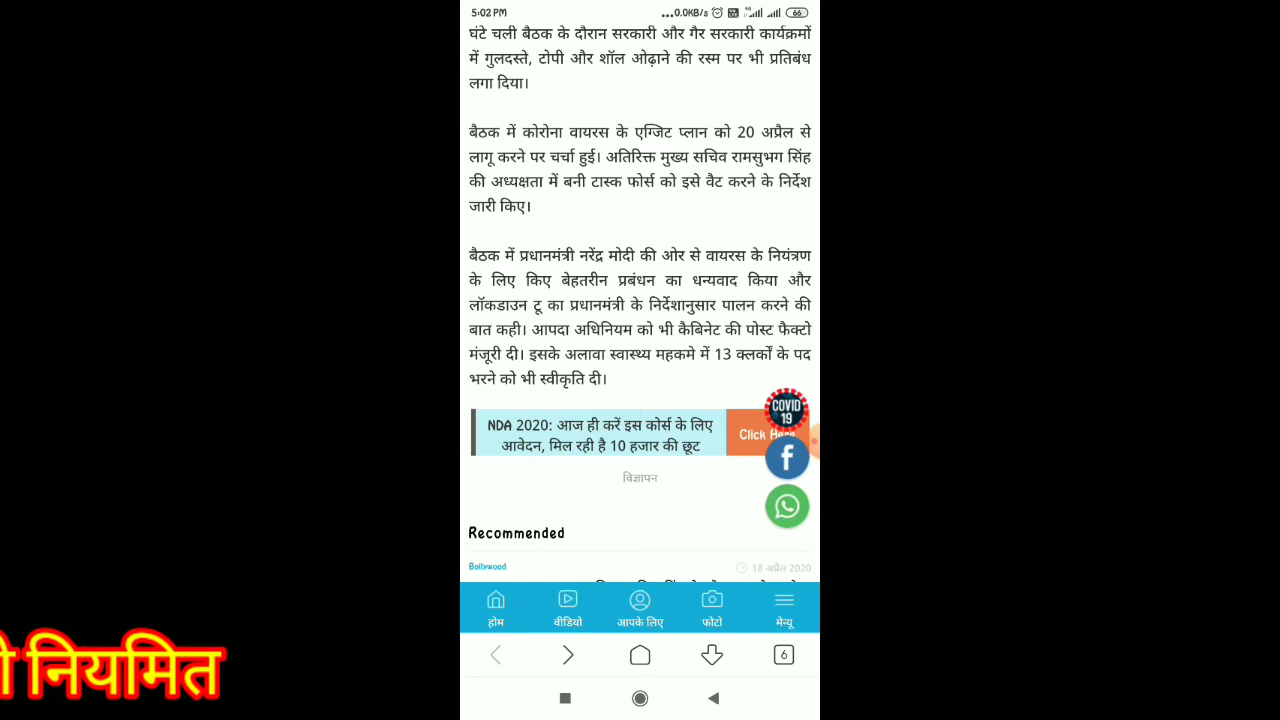 5:02 PM
...0.0KB/s 4G 66
घंटे चली बैठक के दौरान सरकारी और गैर सरकारी कार्यक्रमों
में गुलदस्ते, टोपी और शॉल ओढ़ाने की रस्म पर भी प्रतिबंध
लगा दिया।
बैठक में कोरोना वायरस के एग्जिट प्लान को 20 अप्रैल से
लागू करने पर चर्चा हुई। अतिरिक्त मुख्य सचिव रामसुभग सिंह
की अध्यक्षता में बनी टास्क फोर्स को इसे वैट करने के निर्देश
जारी किए।
बैठक में प्रधानमंत्री नरेंद्र मोदी की ओर से वायरस के नियंत्रण
के लिए किए बेहतरीन प्रबंधन का धन्यवाद किया और
लॉकडाउन टू का प्रधानमंत्री के निर्देशानुसार पालन करने की
बात कही। आपदा अधिनियम को भी कैबिनेट की पोस्ट फैक्टो
मंजूरी दी। इसके अलावा स्वास्थ्य महकमे में 13 क्लर्कों के पद
भरने को भी स्वीकृति दी।
COVID
19
NDA 2020: आज ही करें इस कोर्स के लिए
आवेदन, मिल रही है 10 हजार की छूट
Click Here
विज्ञापन
Recommended
Bollywood
18 अप्रैल 2020
होम वीडियो आपके लिए फोटो मेन्यू
6
नियमित